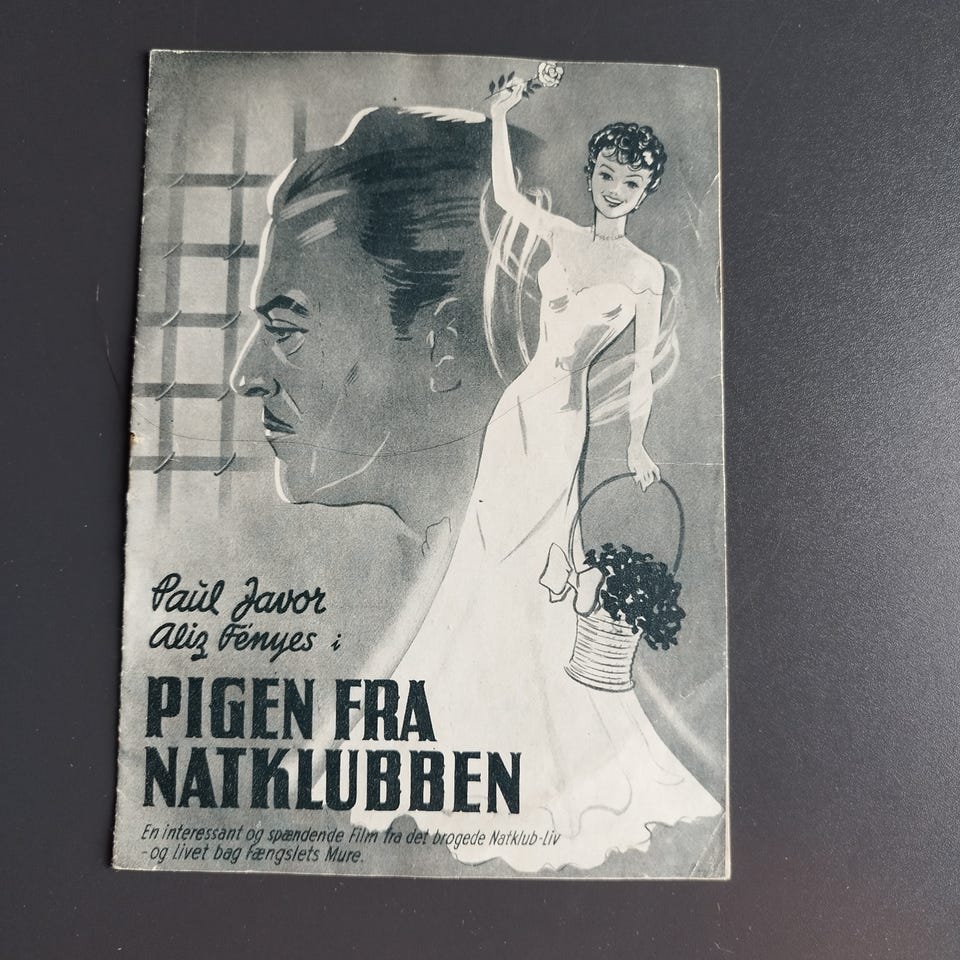 Paul Javor
Aliz Fényes i
PIGEN FRA
NATKLUBBEN
En interessant og spændende Film fra det brogede Natklub-Liv
- og Livet bag Fængslets Mure.